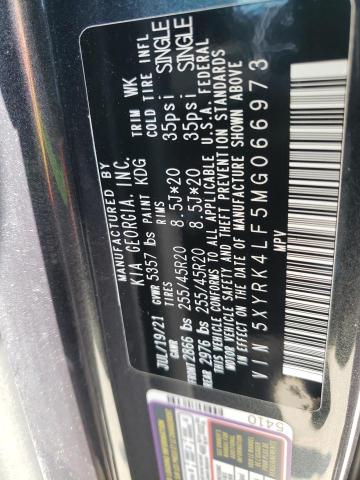 MANUFACTURED BY
KIA GEORGIA, INC.
JUL/19/21 GVWR 5357 lbs PAINT KDG TRIM WK
GAWR TIRES RIMS COLD TIRE INFL
FRONT 2866 lbs 255/45R20 8.5J*20 35psi SINGLE
REAR 2976 lbs 255/45R20 8.5J*20 35psi SINGLE
THIS VEHICLE CONFORMS TO ALL APPLICABLE U.S.A. FEDERAL
MOTOR VEHICLE SAFETY AND THEFT PREVENTION STANDARDS
IN EFFECT ON THE DATE OF MANUFACTURE SHOWN ABOVE
VIN 5XYRK4LF5MG066973
MPV
5410